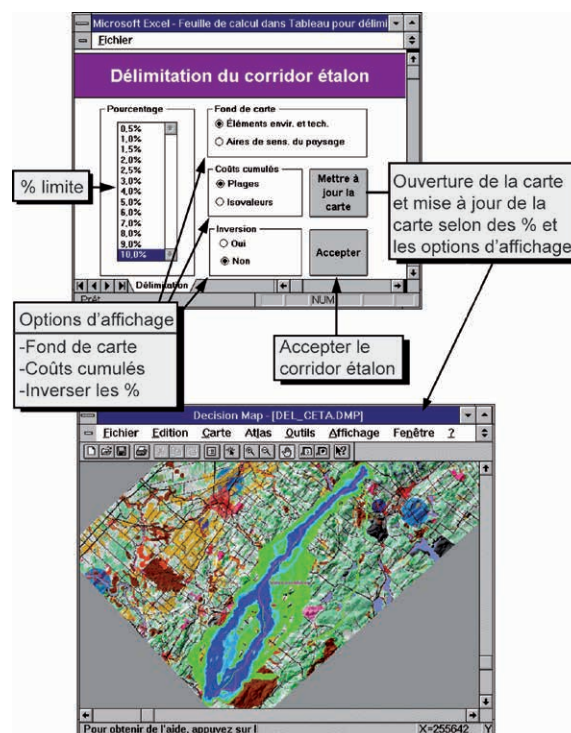 Microsoft Excel - Feuille de calcul dans Tableau pour délimi
Fichier
Délimitation du corridor étalon
Pourcentage
0,5%
1,0%
1,5%
2,0%
2,5%
3,0%
4,0%
5,0%
6,0%
7,0%
8,0%
9,0%
10,0%
Fond de carte
Éléments envir. et tech.
Aires de sens. du paysage
Coûts cumulés
Plages
Isovaleurs
Mettre à
jour la
carte
Inversion
Oui
Non
Accepter
Délimitation
Prêt
NUM
% limite
Ouverture de la carte
et mise à jour de la
carte selon des % et
les options d'affichage
Options d'affichage
-Fond de carte
-Coûts cumulés
-Inverser les %
Accepter le
corridor étalon
Decision Map - [DEL_CETA.DMP]
Fichier Edition Carte Atlas Outils Affichage Fenêtre ?
Pour obtenir de l'aide, appuyez sur
X=255642 Y